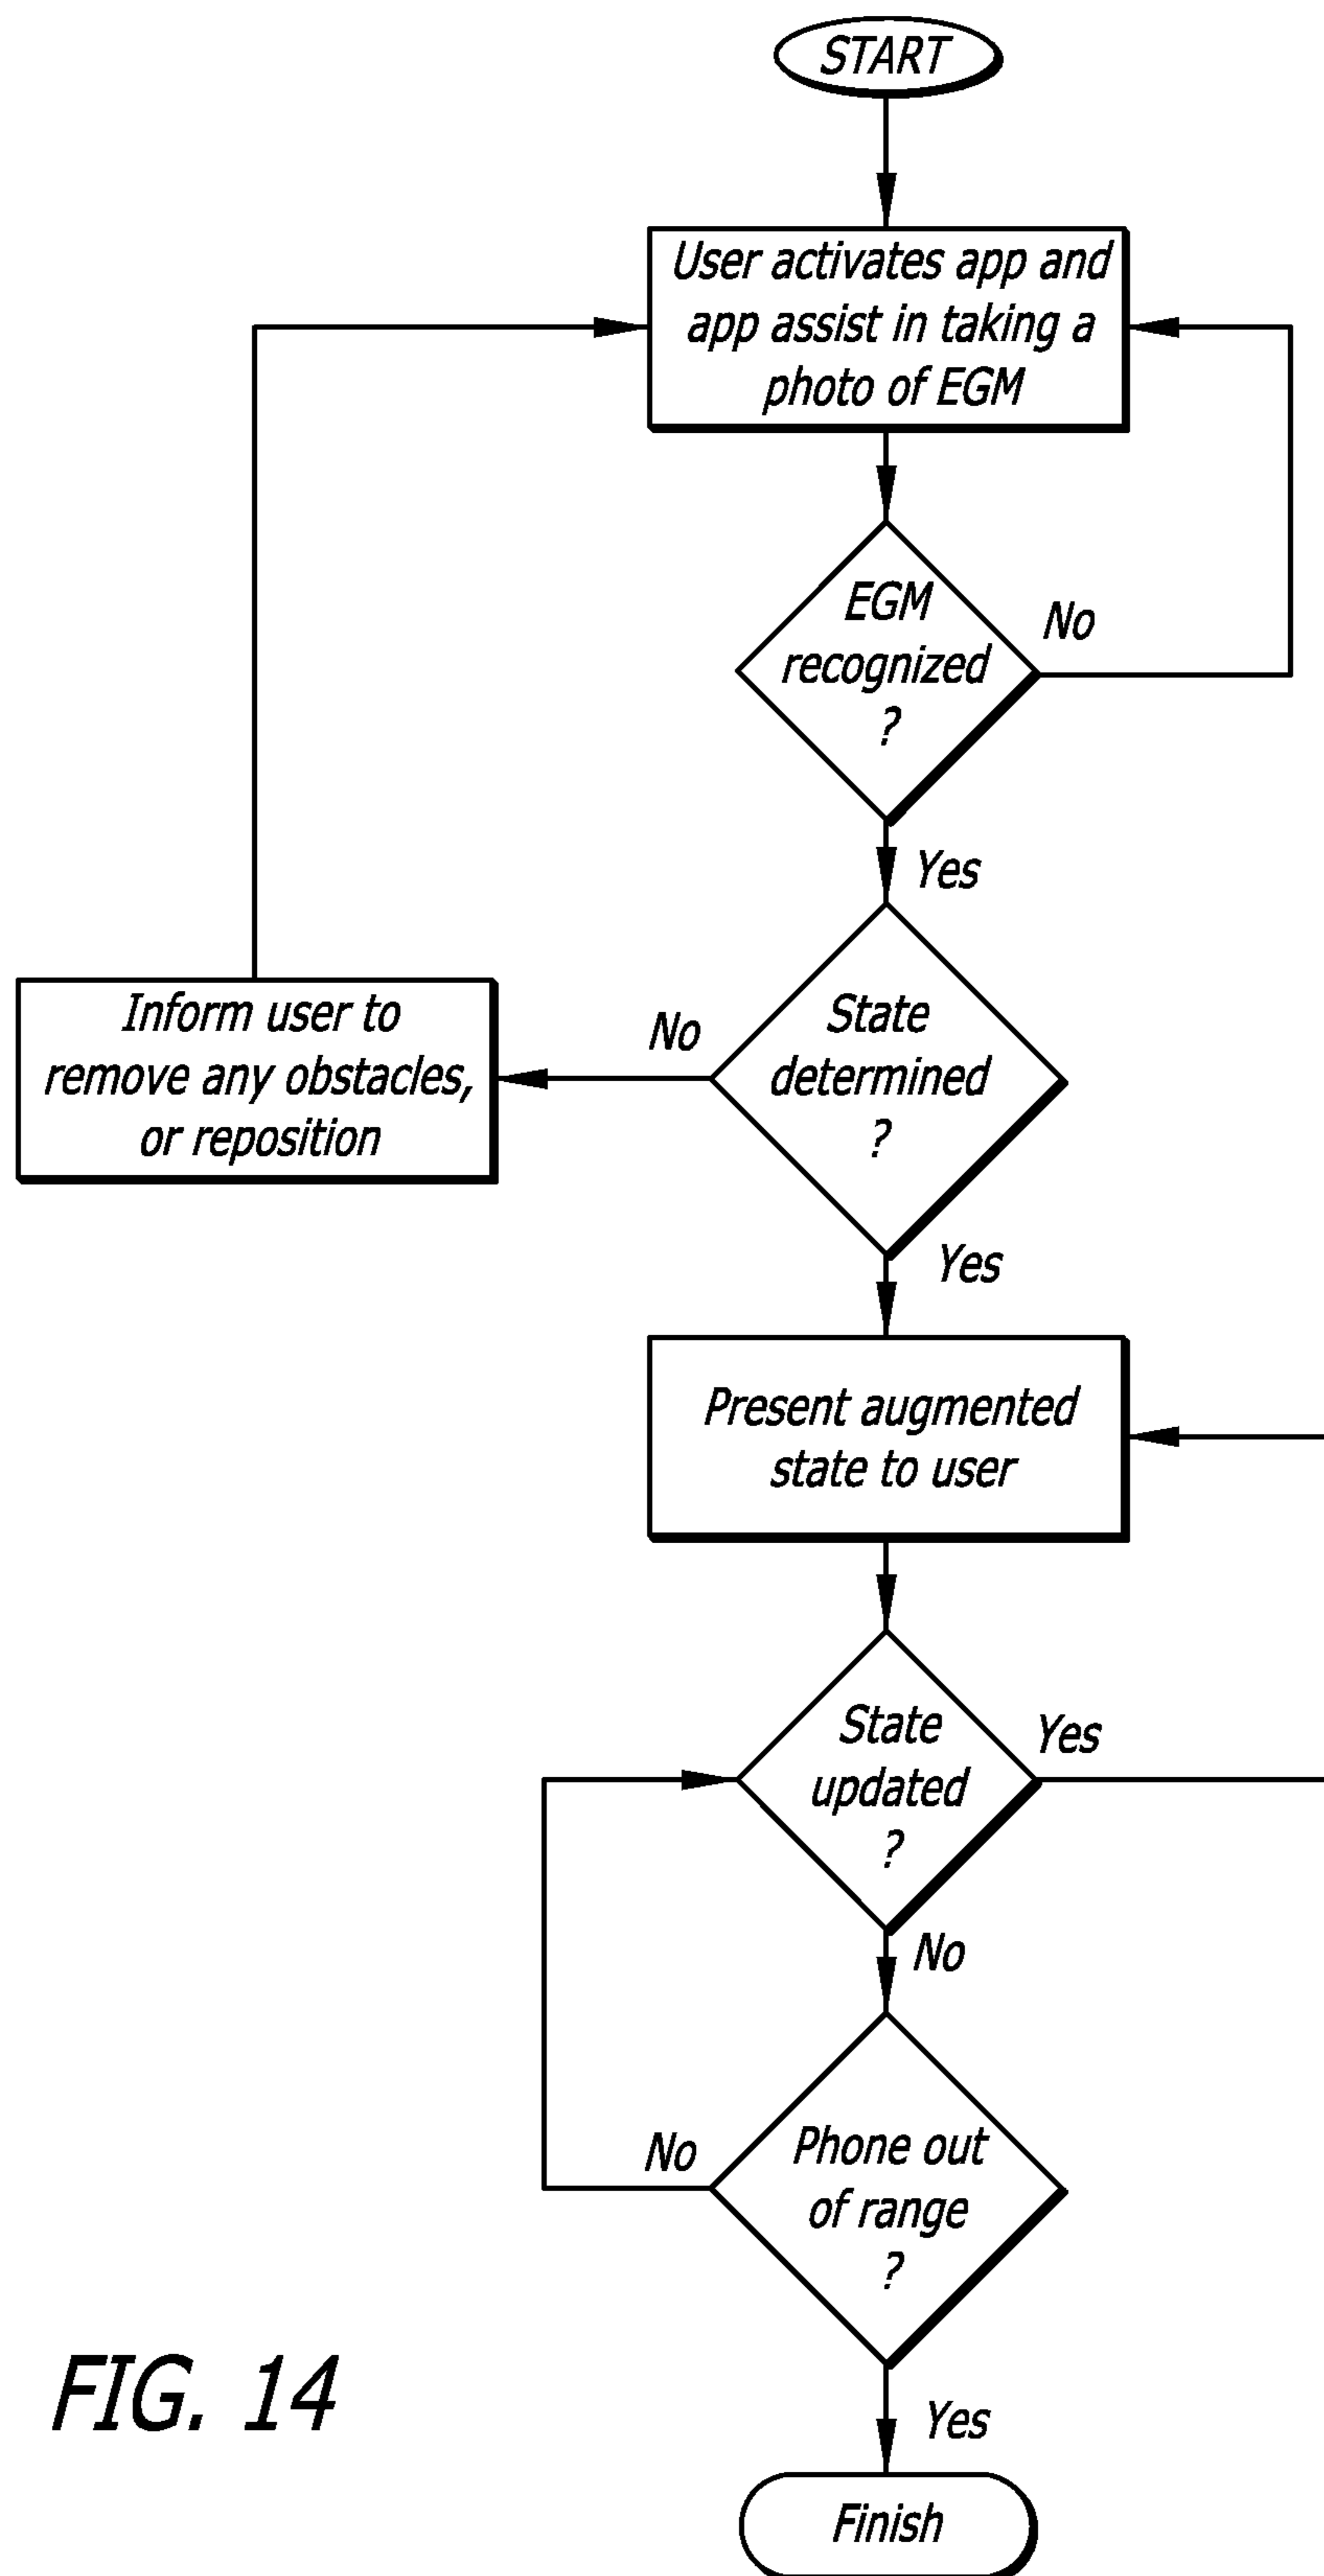 START
User activates app and
app assist in taking a
photo of EGM
EGM
recognized
?
No
Yes
State
determined
?
No
Inform user to
remove any obstacles,
or reposition
Yes
Present augmented
state to user
State
updated
?
Yes
No
Phone out
of range
?
No
Yes
Finish
FIG. 14